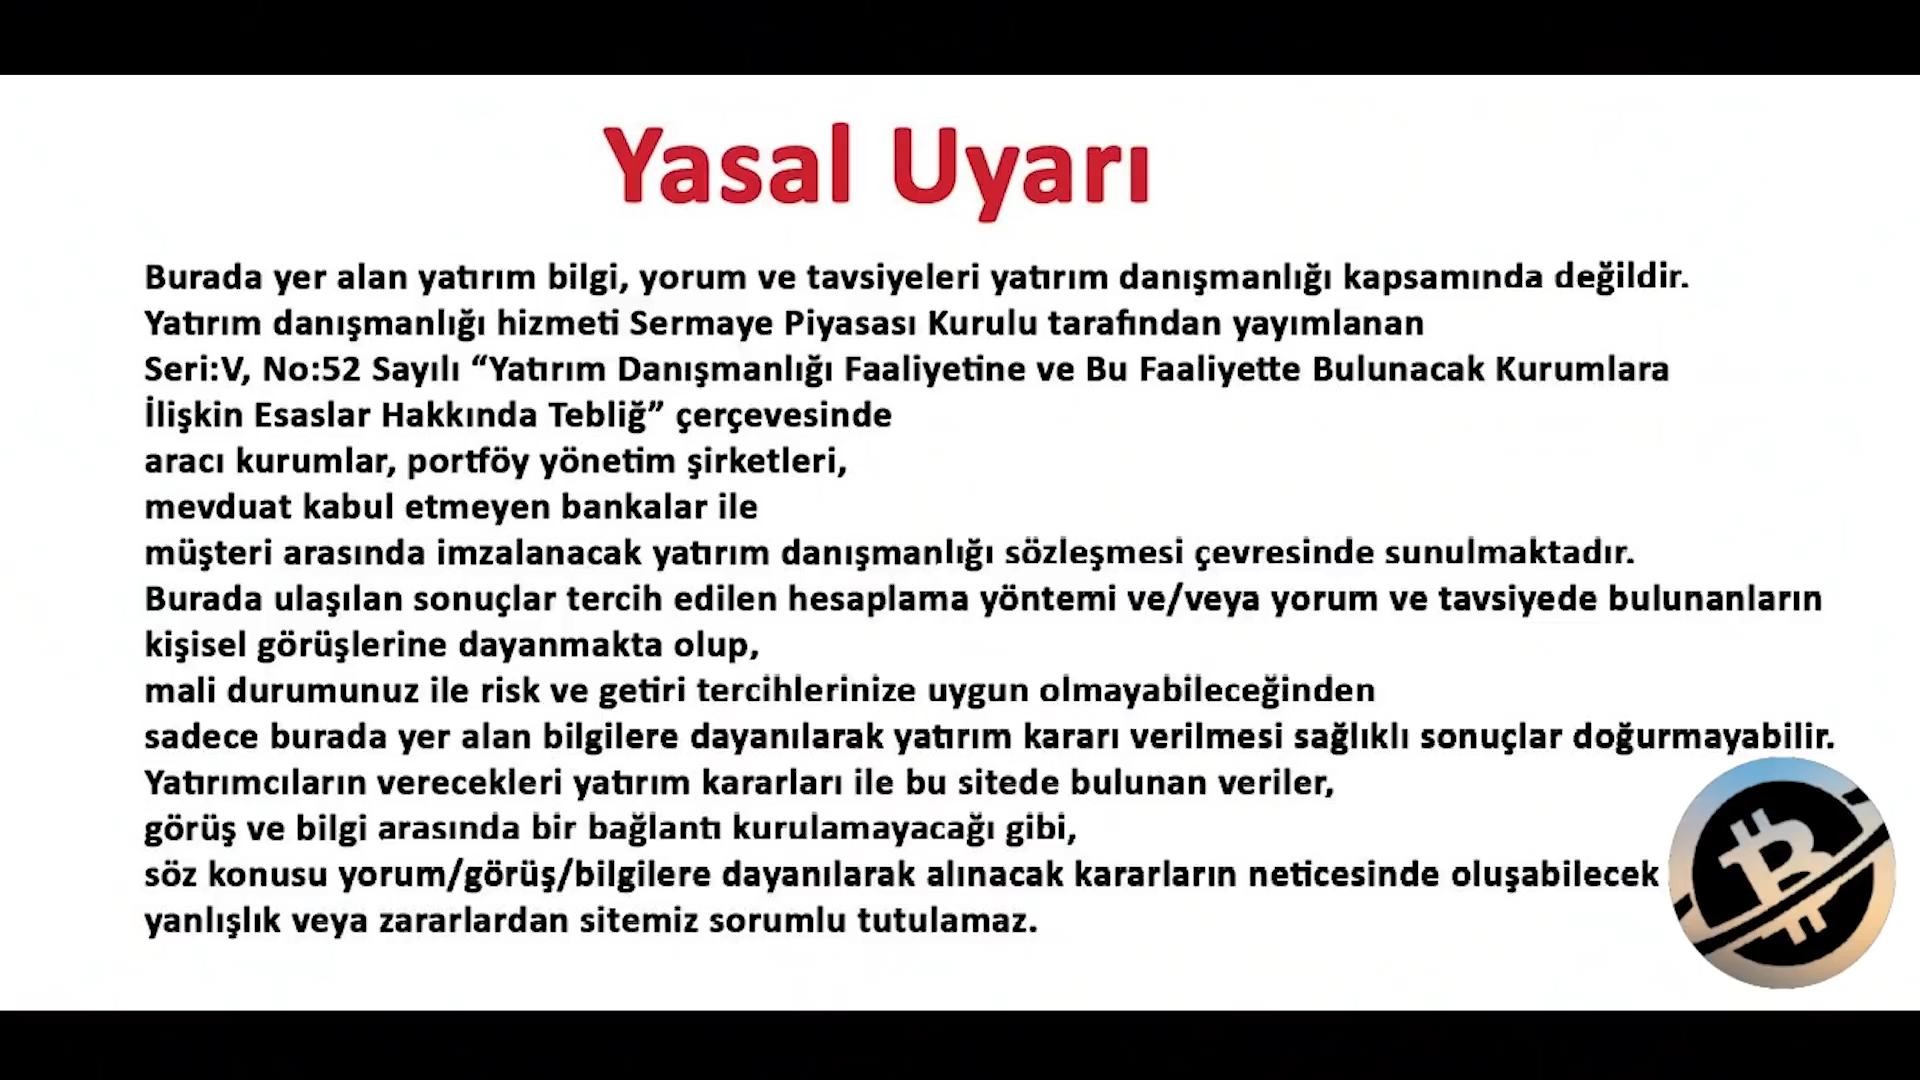 Yasal Uyarı
Burada yer alan yatırım bilgi, yorum ve tavsiyeleri yatırım danışmanlığı kapsamında değildir.
Yatırım danışmanlığı hizmeti Sermaye Piyasası Kurulu tarafından yayımlanan
Seri:V, No:52 Sayılı “Yatırım Danışmanlığı Faaliyetine ve Bu Faaliyette Bulunacak Kurumlara
İlişkin Esaslar Hakkında Tebliğ” çerçevesinde
aracı kurumlar, portföy yönetim şirketleri,
mevduat kabul etmeyen bankalar ile
müşteri arasında imzalanacak yatırım danışmanlığı sözleşmesi çevresinde sunulmaktadır.
Burada ulaşılan sonuçlar tercih edilen hesaplama yöntemi ve/veya yorum ve tavsiyede bulunanların
kişisel görüşlerine dayanmakta olup,
mali durumunuz ile risk ve getiri tercihlerinize uygun olmayabileceğinden
sadece burada yer alan bilgilere dayanılarak yatırım kararı verilmesi sağlıklı sonuçlar doğurmayabilir.
Yatırımcıların verecekleri yatırım kararları ile bu sitede bulunan veriler,
görüş ve bilgi arasında bir bağlantı kurulamayacağı gibi,
söz konusu yorum/görüş/bilgilere dayanılarak alınacak kararların neticesinde oluşabilecek
yanlışlık veya zararlardan sitemiz sorumlu tutulamaz.